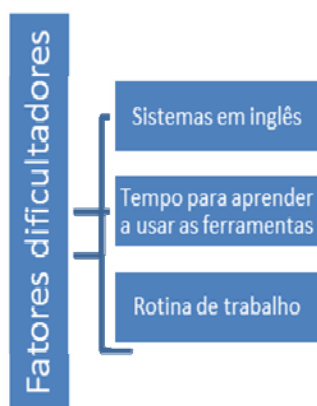 Fatores dificultadores
Sistemas em inglês
Tempo para aprender
a usar as ferramentas
Rotina de trabalho